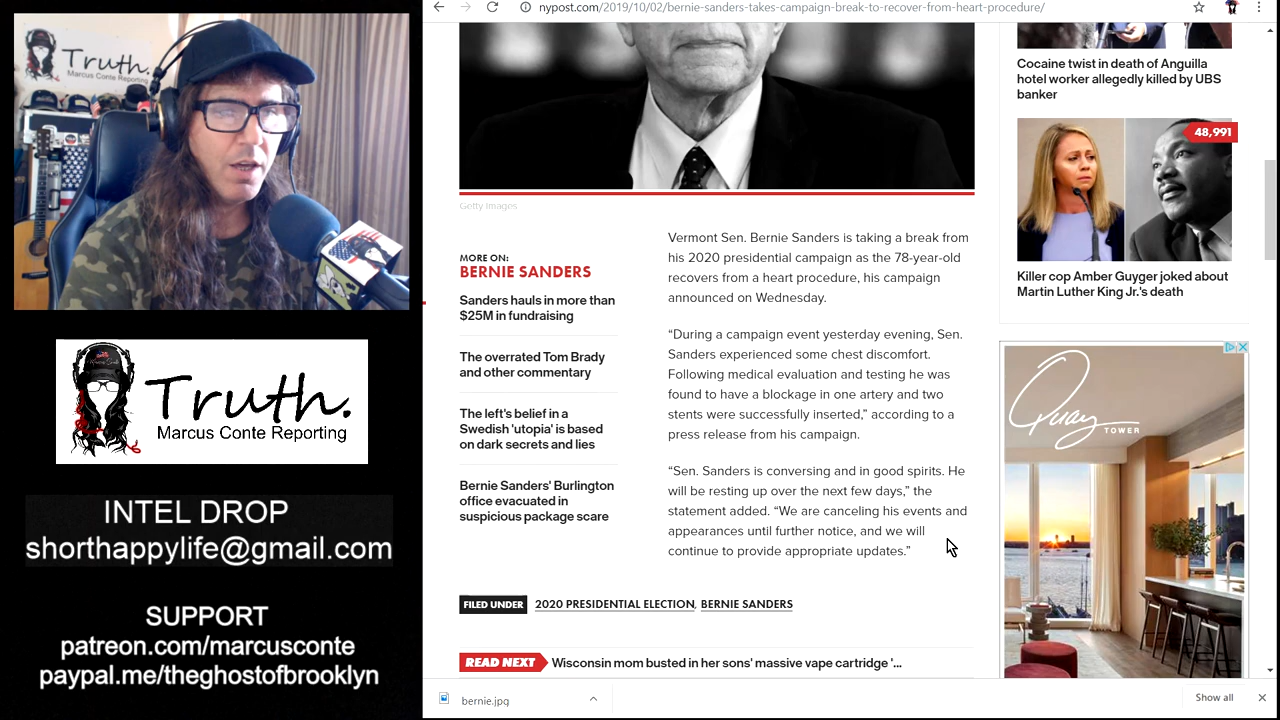 Truth.
Marcus Conte Reporting
Truth.
Marcus Conte Reporting
INTEL DROP
shorthappylife@gmail.com
SUPPORT
patreon.com/marcusconte
paypal.me/theghostofbrooklyn
nypost.com/2019/10/02/bernie-sanders-takes-campaign-break-to-recover-from-heart-procedure/
Getty Images
MORE ON:
BERNIE SANDERS
Sanders hauls in more than
$25M in fundraising
The overrated Tom Brady
and other commentary
The left's belief in a
Swedish 'utopia' is based
on dark secrets and lies
Bernie Sanders' Burlington
office evacuated in
suspicious package scare
Vermont Sen. Bernie Sanders is taking a break from
his 2020 presidential campaign as the 78-year-old
recovers from a heart procedure, his campaign
announced on Wednesday.
“During a campaign event yesterday evening, Sen.
Sanders experienced some chest discomfort.
Following medical evaluation and testing he was
found to have a blockage in one artery and two
stents were successfully inserted,” according to a
press release from his campaign.
“Sen. Sanders is conversing and in good spirits. He
will be resting up over the next few days,” the
statement added. “We are canceling his events and
appearances until further notice, and we will
continue to provide appropriate updates.”
FILED UNDER 2020 PRESIDENTIAL ELECTION, BERNIE SANDERS
READ NEXT Wisconsin mom busted in her sons' massive vape cartridge '...
Cocaine twist in death of Anguilla
hotel worker allegedly killed by UBS
banker
48,991
Killer cop Amber Guyger joked about
Martin Luther King Jr.'s death
Quay
TOWER
bernie.jpg
Show all